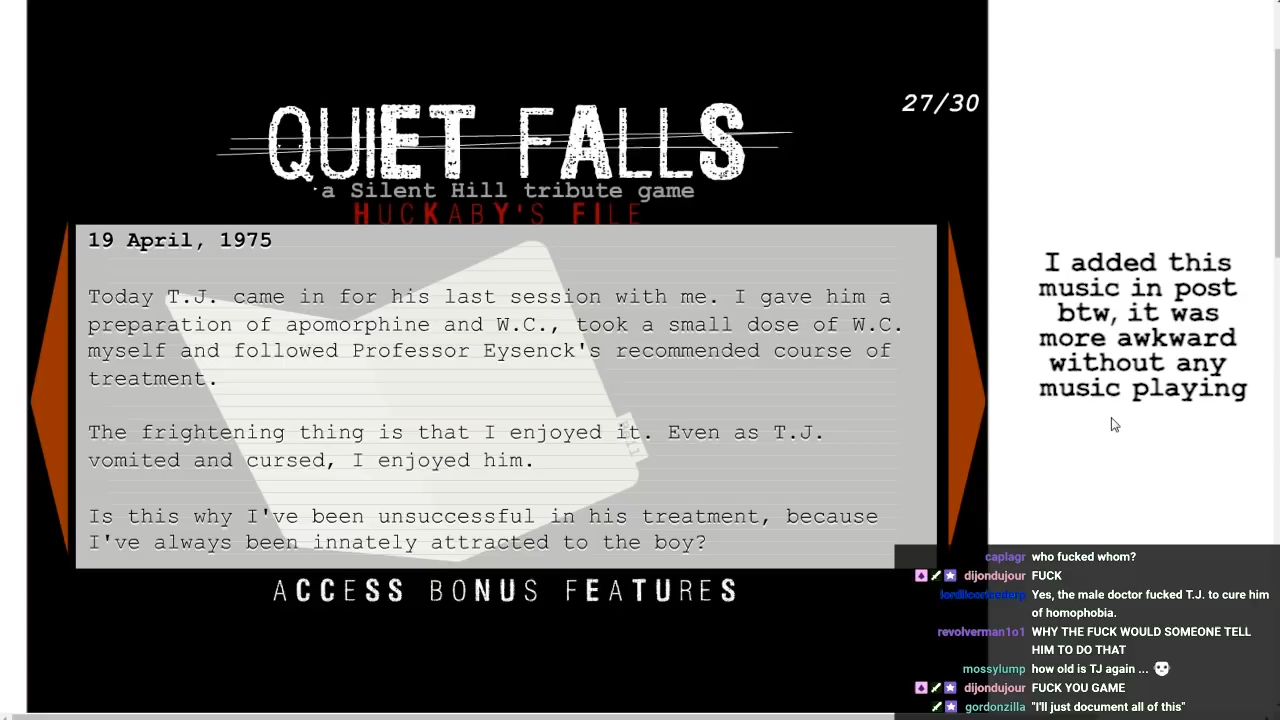 27/30
QUIET FALLS
a Silent Hill tribute game
HUCKABY'S FILE
19 April, 1975
Today T.J. came in for his last session with me. I gave him a
preparation of apomorphine and W.C., took a small dose of W.C.
myself and followed Professor Eysenck's recommended course of
treatment.
The frightening thing is that I enjoyed it. Even as T.J.
vomited and cursed, I enjoyed him.
Is this why I've been unsuccessful in his treatment, because
I've always been innately attracted to the boy?
ACCESS BONUS FEATURES
I added this
music in post
btw, it was
more awkward
without any
music playing
caplagr who fucked whom?
dijondujour FUCK
Yes, the male doctor fucked T.J. to cure him
of homophobia.
revolverman1o1 WHY THE FUCK WOULD SOMEONE TELL
HIM TO DO THAT
mossylump how old is TJ again ...
dijondujour FUCK YOU GAME
gordonzilla "I'll just document all of this"